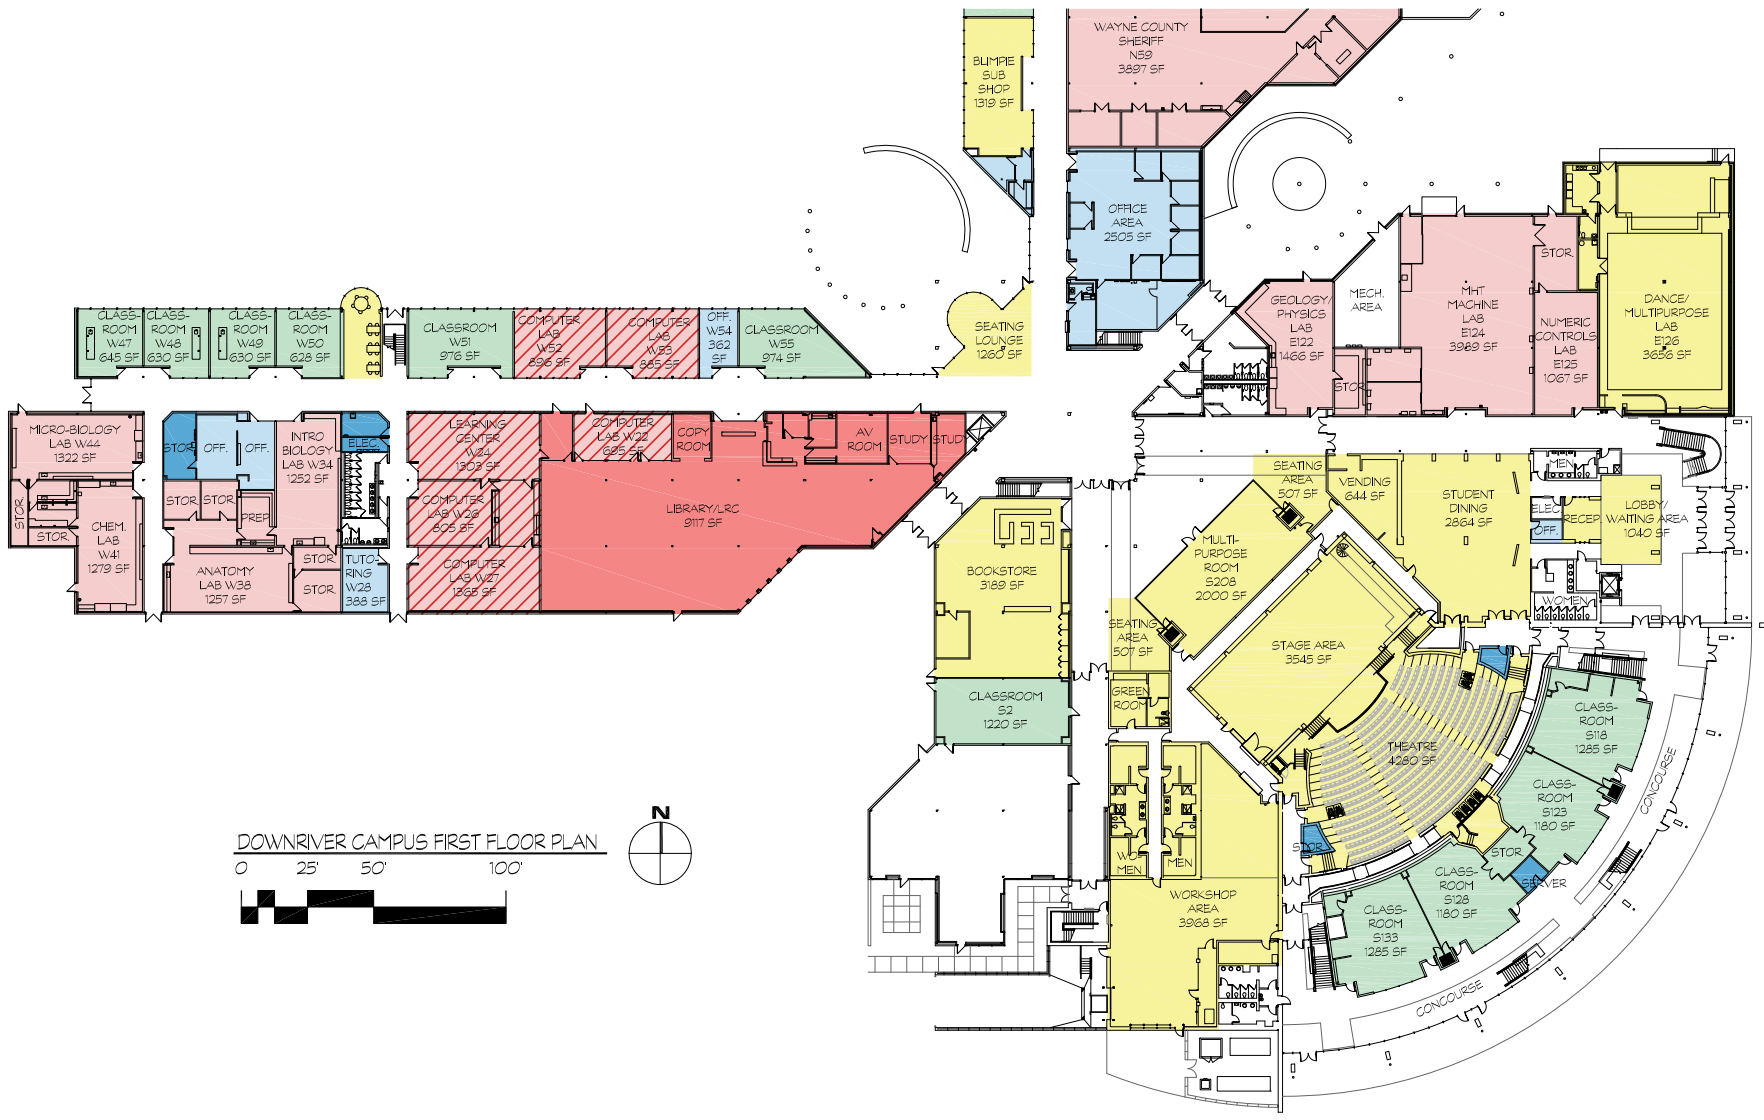 WAYNE COUNTY
SHERIFF
N59
3897 SF
BLIMPIE
SUB
SHOP
1319 SF
OFFICE
AREA
2505 SF
SEATING
LOUNGE
1260 SF
GEOLOGY/
PHYSICS
LAB
E122
1466 SF
MECH.
AREA
STOR.
MHT
MACHINE
LAB
E124
3989 SF
STOR.
NUMERIC
CONTROLS
LAB
E125
1067 SF
DANCE/
MULTIPURPOSE
LAB
E126
3656 SF
CLASS-
ROOM
W47
645 SF
CLASS-
ROOM
W48
630 SF
CLASS-
ROOM
W49
630 SF
CLASS-
ROOM
W50
628 SF
CLASSROOM
W51
976 SF
COMPUTER
LAB
W52
896 SF
COMPUTER
LAB
W53
885 SF
OFF.
W54
362
SF
CLASSROOM
W55
974 SF
MICRO-BIOLOGY
LAB W44
1322 SF
STOR.
STOR.
CHEM.
LAB
W41
1279 SF
STOR.
OFF.
OFF.
STOR.
STOR.
PREP
INTRO
BIOLOGY
LAB W34
1252 SF
ELEC.
ANATOMY
LAB W38
1257 SF
STOR.
STOR.
TUTO-
RING
W28
388 SF
LEARNING
CENTER
W24
1303 SF
COMPUTER
LAB W26
805 SF
COMPUTER
LAB W27
1365 SF
COMPUTER
LAB W22
695 SF
COPY
ROOM
AV
ROOM
STUDY
STUDY
LIBRARY/LRC
9117 SF
BOOKSTORE
3189 SF
CLASSROOM
S2
1220 SF
SEATING
AREA
507 SF
VENDING
644 SF
STUDENT
DINING
2864 SF
MEN
ELEC.
OFF.
RECEP.
LOBBY/
WAITING AREA
1040 SF
WOMEN
MULTI-
PURPOSE
ROOM
S208
2000 SF
SEATING
AREA
507 SF
STAGE AREA
3545 SF
GREEN
ROOM
THEATRE
4280 SF
STOR.
STOR.
SERVER
CLASS-
ROOM
S118
1285 SF
CLASS-
ROOM
S123
1180 SF
CLASS-
ROOM
S128
1180 SF
CLASS-
ROOM
S133
1285 SF
CONCOURSE
CONCOURSE
WO-
MEN
MEN
WORKSHOP
AREA
3968 SF
N
DOWNRIVER CAMPUS FIRST FLOOR PLAN
0 25' 50' 100'